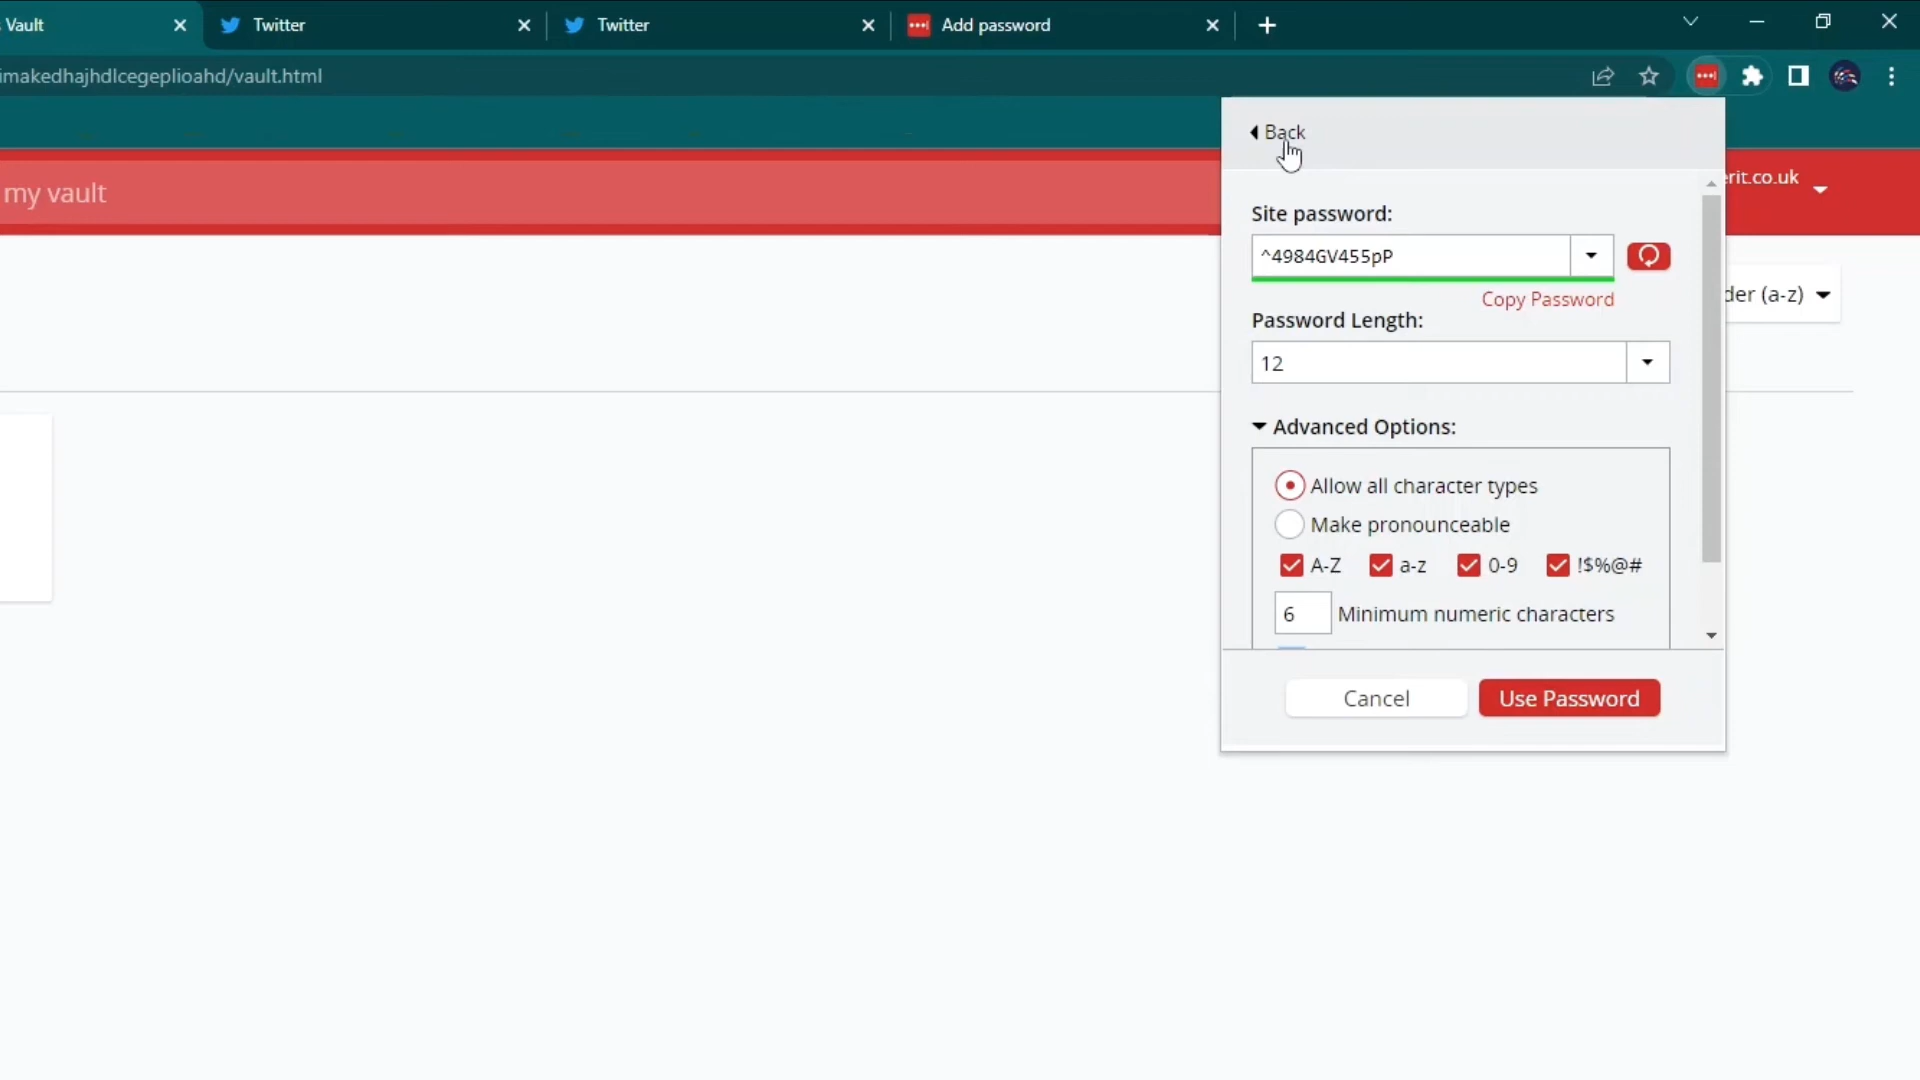 Vault
Twitter
Twitter
Add password
imakedhajhdlcegeplioahd/vault.html
Back
my vault
erit.co.uk
Site password:
^4984GV455pP
der (a-z)
Copy Password
Password Length:
12
Advanced Options:
Allow all character types
Make pronounceable
A-Z a-z 0-9 !$%@#
6 Minimum numeric characters
Cancel Use Password